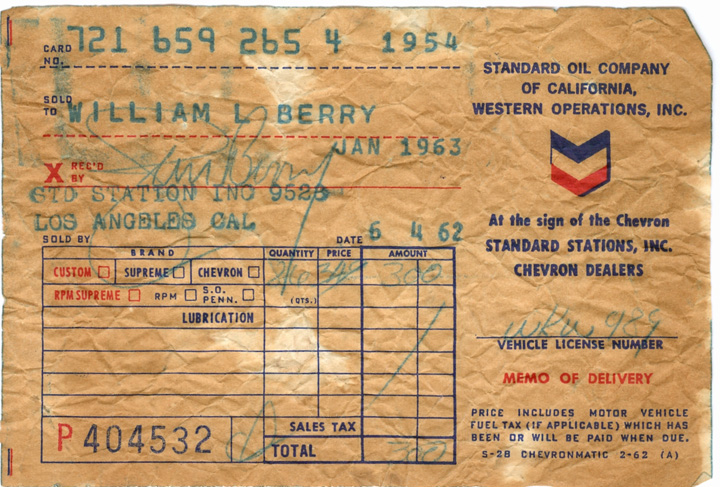 CARD NO. 721 659 265 4 1954
SOLD TO WILLIAM L BERRY
JAN 1963
X REC'D BY
STD STATION INC 9523
LOS ANGELES CAL
SOLD BY DATE 6 4 62
BRAND QUANTITY PRICE AMOUNT
CUSTOM SUPREME CHEVRON 300
RPM SUPREME RPM S.O. PENN. (QTS.)
LUBRICATION
SALES TAX
P 404532
TOTAL 300
STANDARD OIL COMPANY
OF CALIFORNIA,
WESTERN OPERATIONS, INC.
At the sign of the Chevron
STANDARD STATIONS, INC.
CHEVRON DEALERS
989
VEHICLE LICENSE NUMBER
MEMO OF DELIVERY
PRICE INCLUDES MOTOR VEHICLE
FUEL TAX (IF APPLICABLE) WHICH HAS
BEEN OR WILL BE PAID WHEN DUE.
S-28 CHEVRONMATIC 2-62 (A)